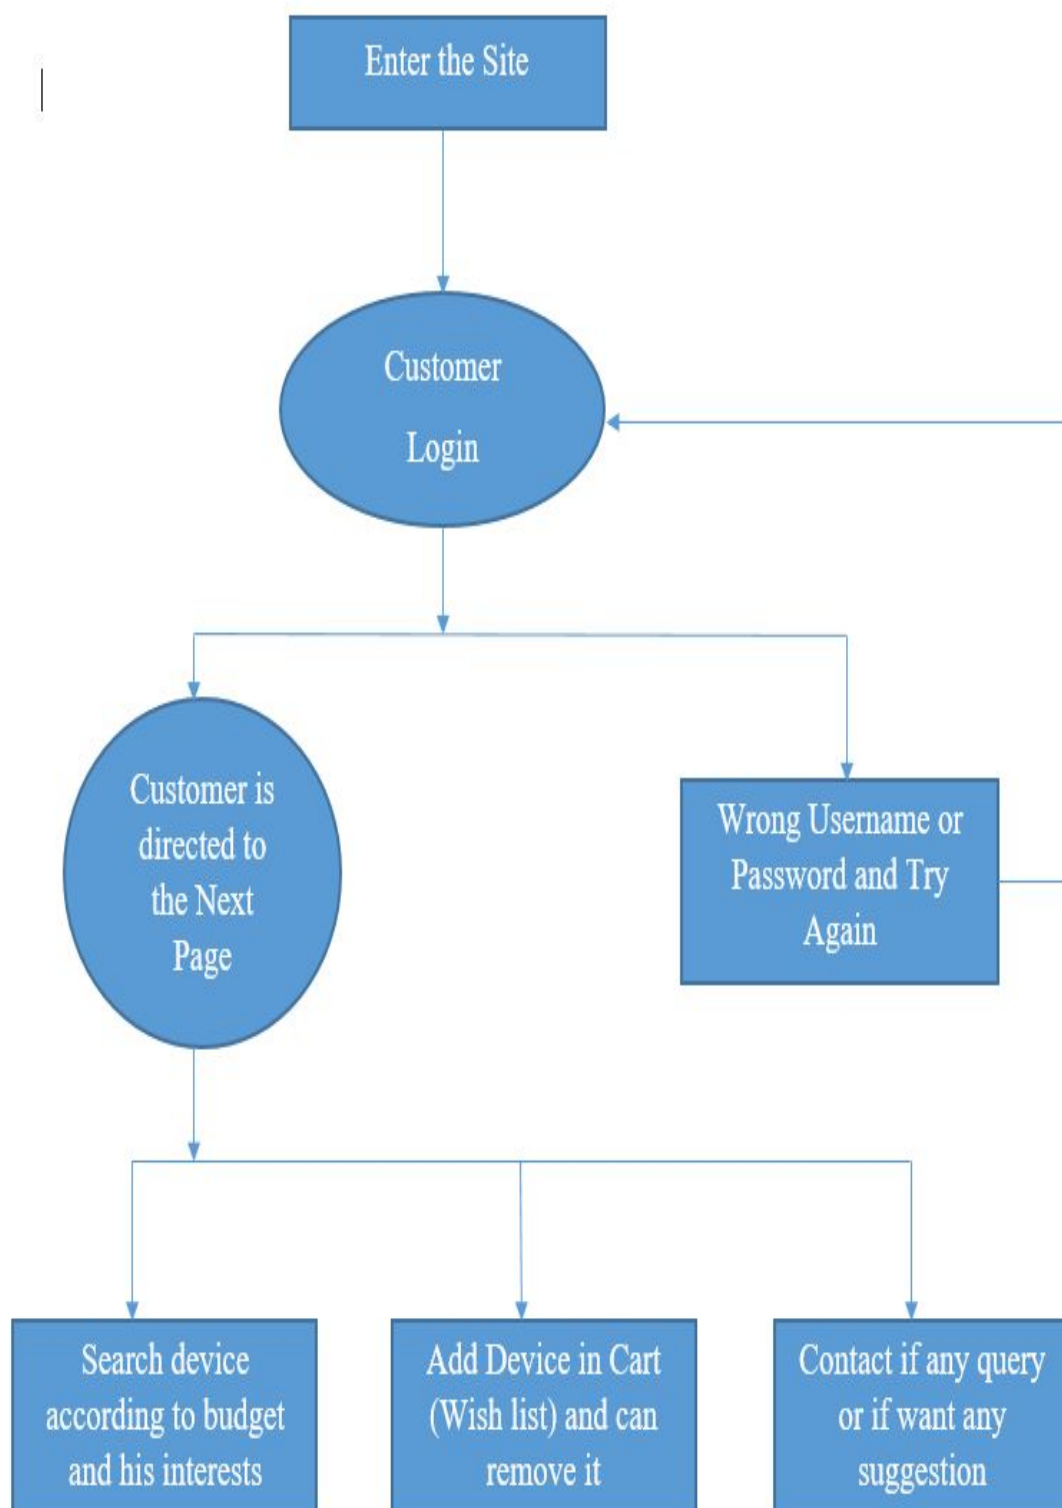 Enter the Site
Customer
Login
Customer is
directed to
the Next
Page
Wrong Username or
Password and Try
Again
Search device
according to budget
and his interests
Add Device in Cart
(Wish list) and can
remove it
Contact if any query
or if want any
suggestion